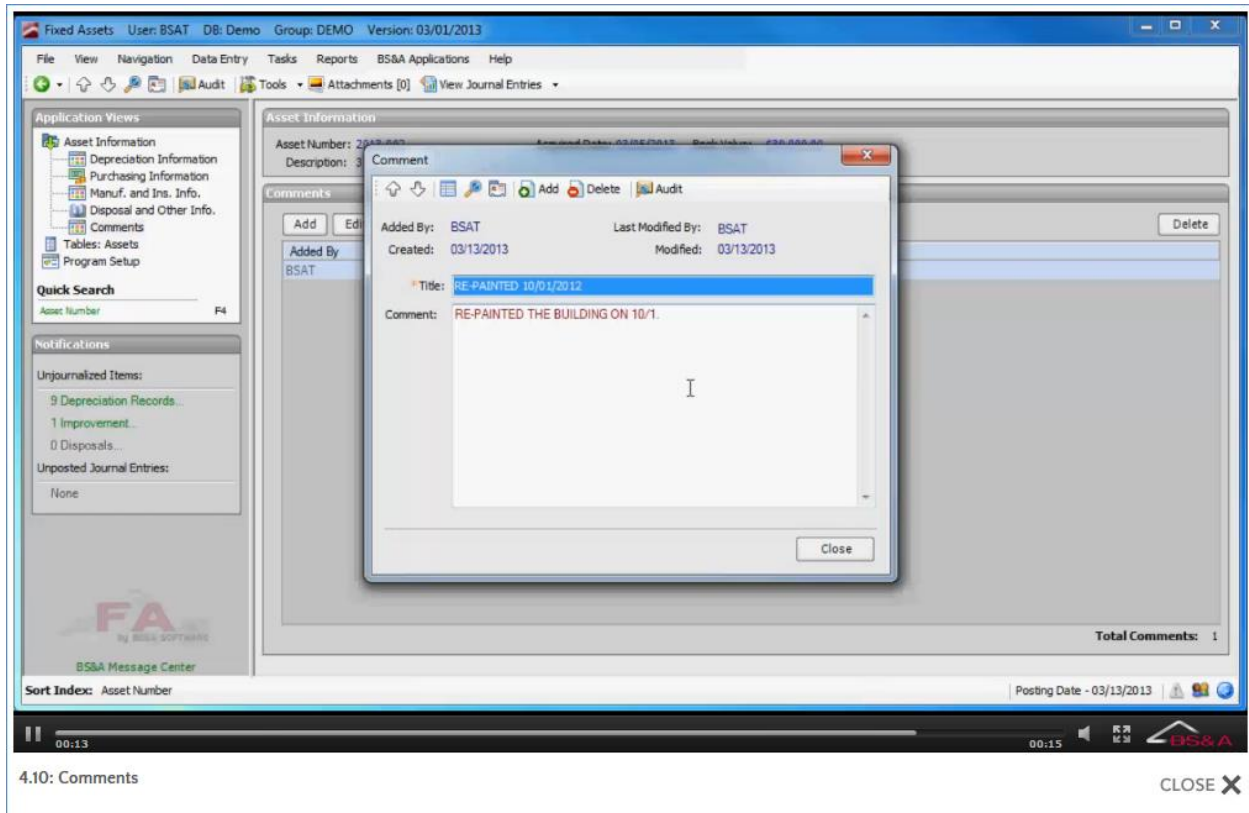 Fixed Assets User: BSAT DB: Demo Group: DEMO Version: 03/01/2013
File View Navigation Data Entry Tasks Reports BS&A Applications Help
Audit Tools Attachments [0] View Journal Entries
Application Views
Asset Information
Depreciation Information
Purchasing Information
Manuf. and Ins. Info.
Disposal and Other Info.
Comments
Tables: Assets
Program Setup
Quick Search
Asset Number F4
Notifications
Unjournalized Items:
9 Depreciation Records...
1 Improvement...
0 Disposals...
Unposted Journal Entries:
None
FA
by BS&A SOFTWARE
BS&A Message Center
Asset Information
Asset Number:
Description: 3
Comments
Add Edi Delete
Added By
BSAT
Total Comments: 1
Comment
Add Delete Audit
Added By: BSAT Last Modified By: BSAT
Created: 03/13/2013 Modified: 03/13/2013
*Title: RE-PAINTED 10/01/2012
Comment: RE-PAINTED THE BUILDING ON 10/1.
Close
Sort Index: Asset Number Posting Date - 03/13/2013
00:13 00:15 BS&A
4.10: Comments
CLOSE X